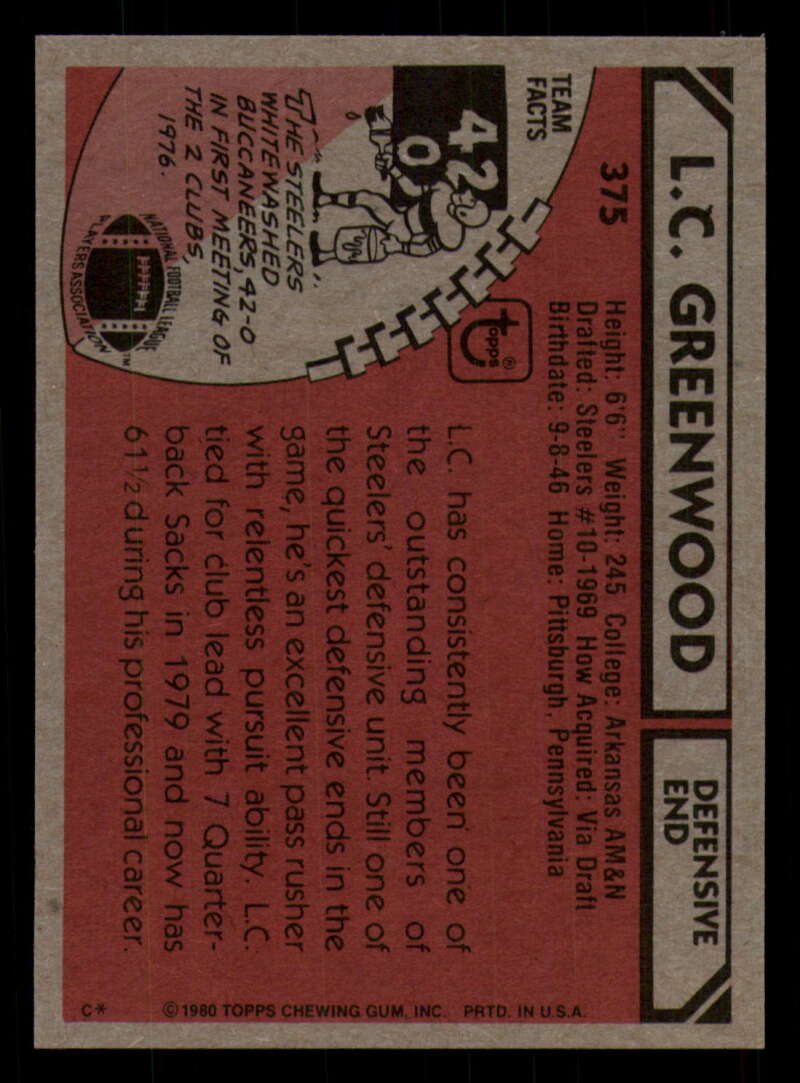 L.C. GREENWOOD
DEFENSIVE
END
375
Height: 6'6" Weight: 245 College: Arkansas AM&N
Drafted: Steelers #10-1969 How Acquired: Via Draft
Birthdate: 9-8-46 Home: Pittsburgh, Pennsylvania
TEAM
FACTS
42
0
THE STEELERS
WHITEWASHED
BUCCANEERS, 42-0
IN FIRST MEETING OF
THE 2 CLUBS,
1976.
NATIONAL FOOTBALL LEAGUE
PLAYERS ASSOCIATION™
topps®
L.C. has consistently been one of
the outstanding members of
Steelers' defensive unit. Still one of
the quickest defensive ends in the
game, he's an excellent pass rusher
with relentless pursuit ability. L.C.
tied for club lead with 7 Quarter-
back Sacks in 1979 and now has
61½ during his professional career.
C* ©1980 TOPPS CHEWING GUM, INC. PRTD. IN U.S.A.